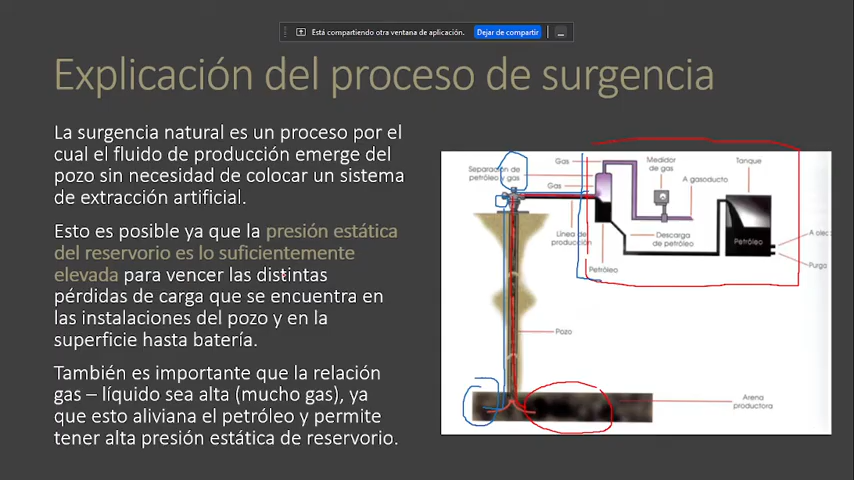 Está compartiendo otra ventana de aplicación.
Dejar de compartir
Explicación del proceso de surgencia
La surgencia natural es un proceso por el
cual el fluido de producción emerge del
pozo sin necesidad de colocar un sistema
de extracción artificial.
Esto es posible ya que la presión estática
del reservorio es lo suficientemente
elevada para vencer las distintas
pérdidas de carga que se encuentra en
las instalaciones del pozo y en la
superficie hasta batería.
También es importante que la relación
gas – líquido sea alta (mucho gas), ya
que esto aliviana el petróleo y permite
tener alta presión estática de reservorio.
Separación de
petróleo y gas
Gas
Gas
Medidor
de gas
A gasoducto
Tanque
Línea de
producción
Descarga
de petróleo
Petróleo
Petróleo
A oleo
Purga
Pozo
Arena
productora